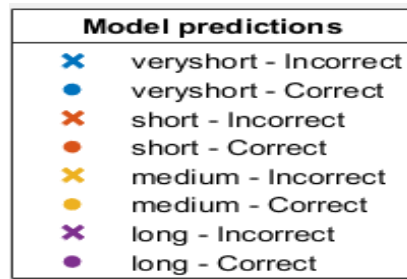 Model predictions
veryshort - Incorrect
veryshort - Correct
short - Incorrect
short - Correct
medium - Incorrect
medium - Correct
long - Incorrect
long - Correct